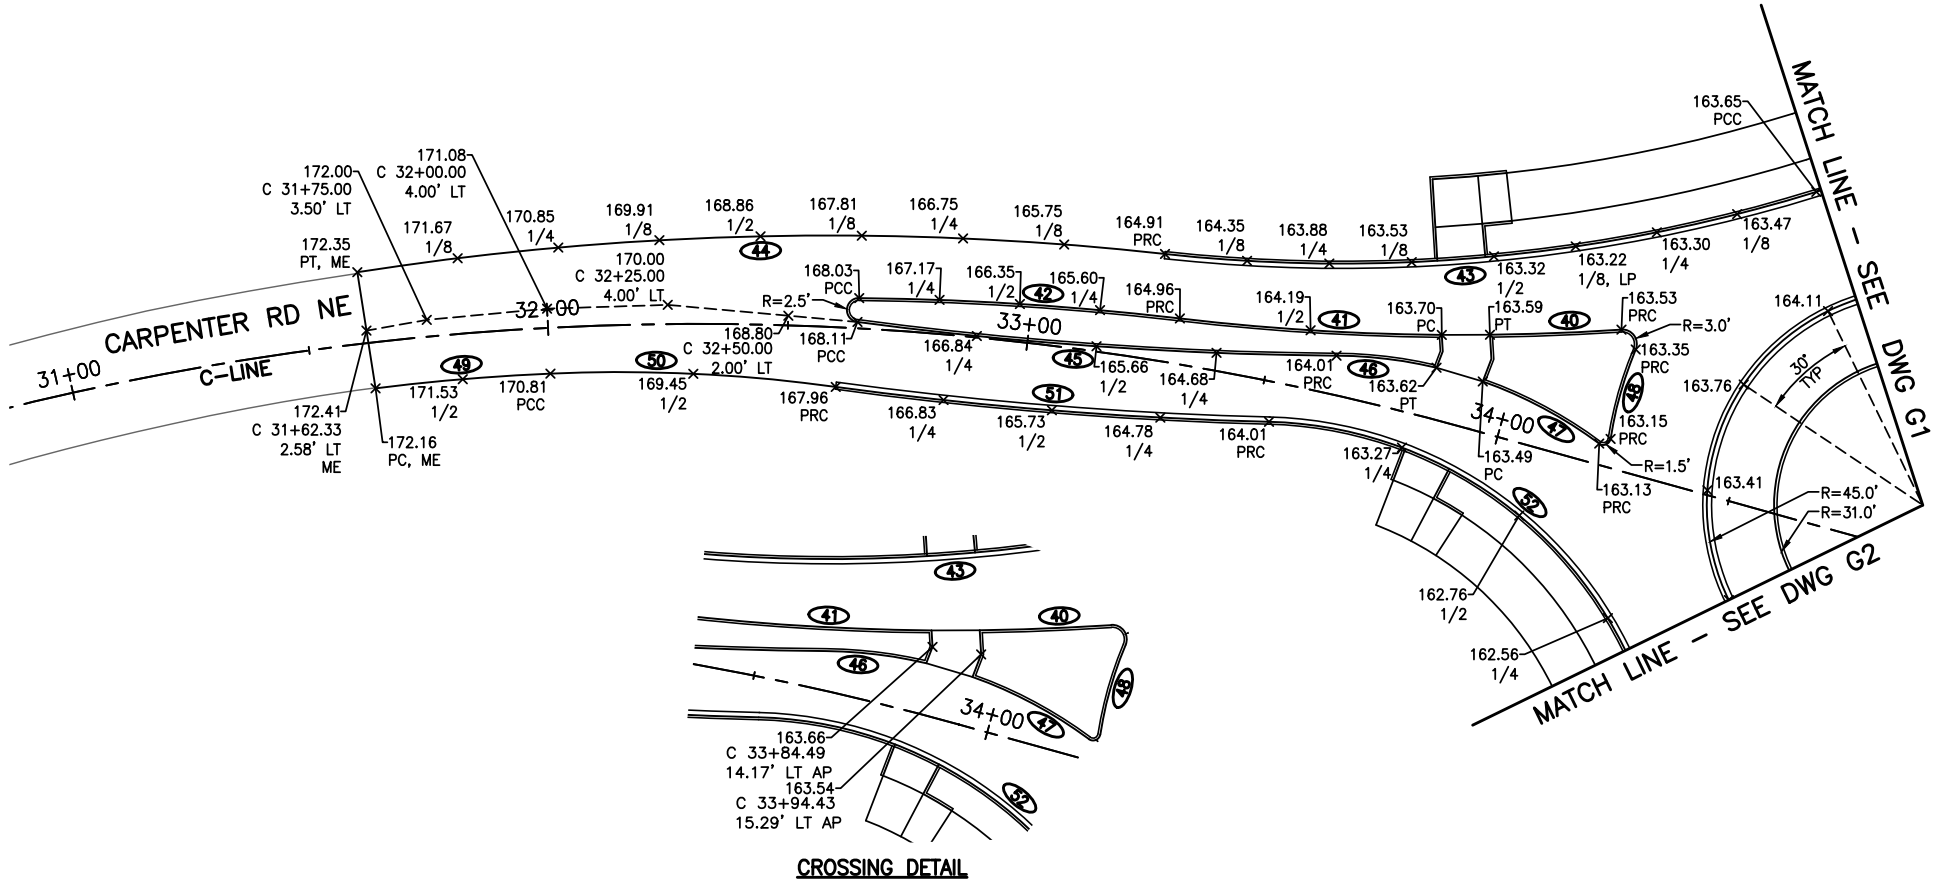 163.65
PCC
MATCH LINE - SEE DWG G1
171.08
C 32+00.00
4.00' LT
172.00
C 31+75.00
3.50' LT
172.35
PT, ME
171.67
1/8
170.85
1/4
169.91
1/8
168.86
1/2
44
167.81
1/8
166.75
1/4
165.75
1/8
164.91
PRC
164.35
1/8
163.88
1/4
163.53
1/8
43
163.32
1/2
163.22
1/8, LP
163.30
1/4
163.47
1/8
170.00
C 32+25.00
4.00' LT
R=2.5'
168.03
PCC
167.17
1/4
166.35
1/2
42
165.60
1/4
164.96
PRC
164.19
1/2
41
163.70
PC
163.59
PT
40
163.53
PRC
R=3.0'
163.35
PRC
164.11
CARPENTER RD NE
31+00
C-LINE
32+00
33+00
34+00
168.80
C 32+50.00
2.00' LT
168.11
PCC
166.84
1/4
45
165.66
1/2
164.68
1/4
164.01
PRC
46
163.62
PT
163.49
PC
47
48
163.15
PRC
R=1.5'
163.13
PRC
163.76
30'
TYP
163.41
R=45.0'
R=31.0'
172.41
C 31+62.33
2.58' LT
ME
172.16
PC, ME
49
171.53
1/2
170.81
PCC
50
169.45
1/2
167.96
PRC
166.83
1/4
51
165.73
1/2
164.78
1/4
164.01
PRC
163.27
1/4
52
162.76
1/2
162.56
1/4
MATCH LINE - SEE DWG G2
43
41
40
46
48
34+00
47
163.66
C 33+84.49
14.17' LT AP
163.54
C 33+94.43
15.29' LT AP
52
CROSSING DETAIL